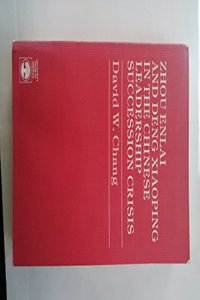 ZHOU ENLAI
AND DENG XIAOPING
IN THE CHINESE
LEADERSHIP
SUCCESSION CRISIS
David W. Chang